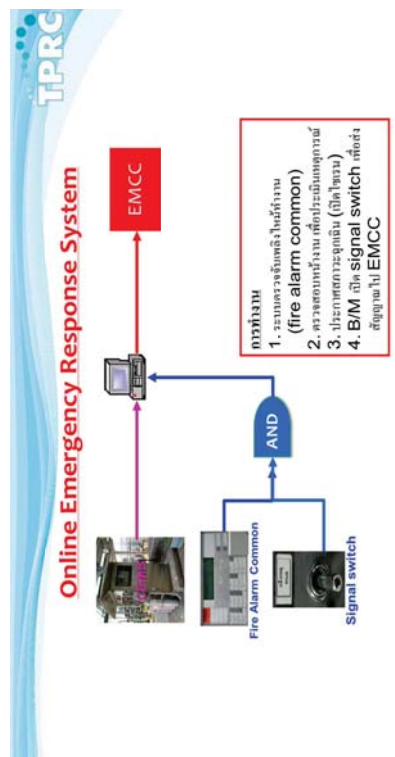 TPRC
Online Emergency Response System
EMCC
CEMS
AND
Fire Alarm Common
Signal switch
การทำงาน
1. ระบบตรวจจับเพลิงไหม้ทำงาน
(fire alarm common)
2. ตรวจสอบหน้างาน เพื่อประเมินเหตุการณ์
3. ประกาศสภาวะฉุกเฉิน (เปิดไซเรน)
4. B/M เปิด signal switch เพื่อส่ง
สัญญาณไป EMCC